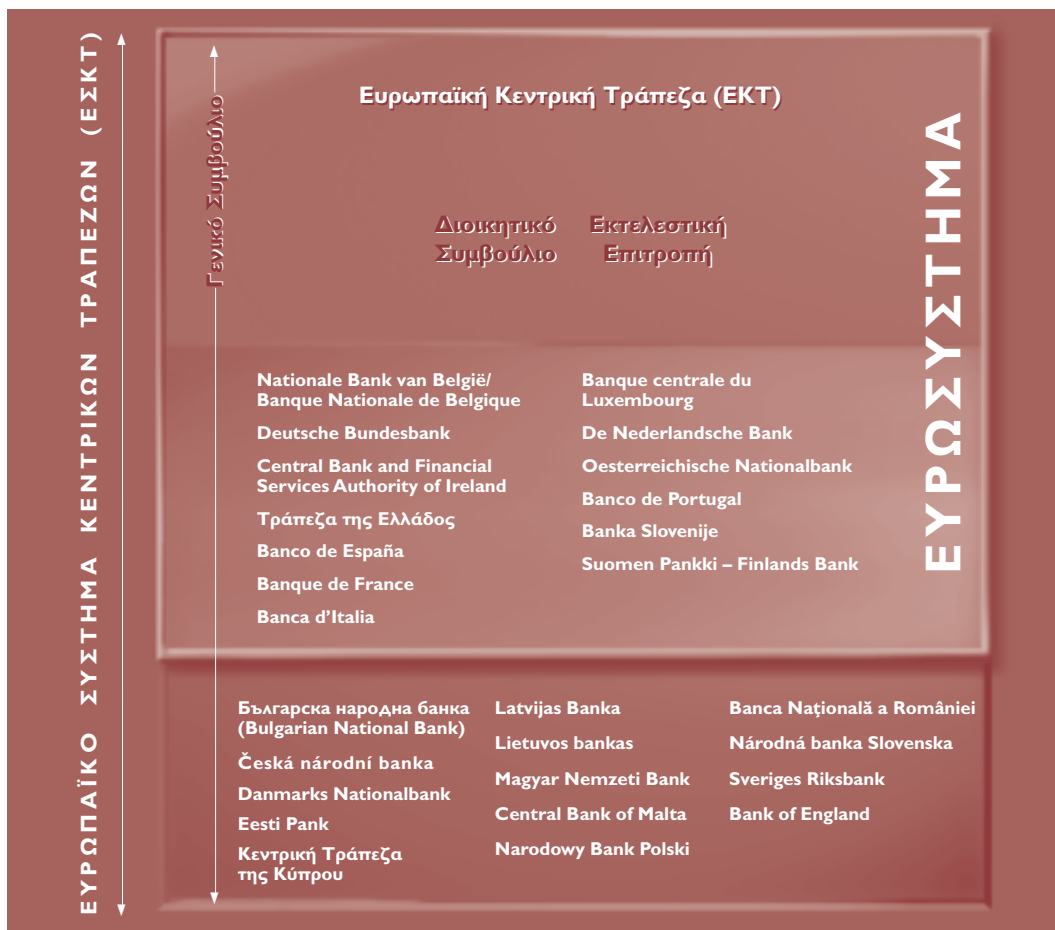 ΕΥΡΩΠΑΪΚΟ ΣΥΣΤΗΜΑ ΚΕΝΤΡΙΚΩΝ ΤΡΑΠΕΖΩΝ (ΕΣΚΤ)
Γενικό Συμβούλιο
Ευρωπαϊκή Κεντρική Τράπεζα (ΕΚΤ)
Διοικητικό
Συμβούλιο
Εκτελεστική
Επιτροπή
ΕΥΡΩΣΥΣΤΗΜΑ
Nationale Bank van België/
Banque Nationale de Belgique
Deutsche Bundesbank
Central Bank and Financial
Services Authority of Ireland
Τράπεζα της Ελλάδος
Banco de España
Banque de France
Banca d’Italia
Banque centrale du
Luxembourg
De Nederlandsche Bank
Oesterreichische Nationalbank
Banco de Portugal
Banka Slovenije
Suomen Pankki – Finlands Bank
Българска народна банка
(Bulgarian National Bank)
Česká národní banka
Danmarks Nationalbank
Eesti Pank
Κεντρική Τράπεζα
της Κύπρου
Latvijas Banka
Lietuvos bankas
Magyar Nemzeti Bank
Central Bank of Malta
Narodowy Bank Polski
Banca Naţională a României
Národná banka Slovenska
Sveriges Riksbank
Bank of England